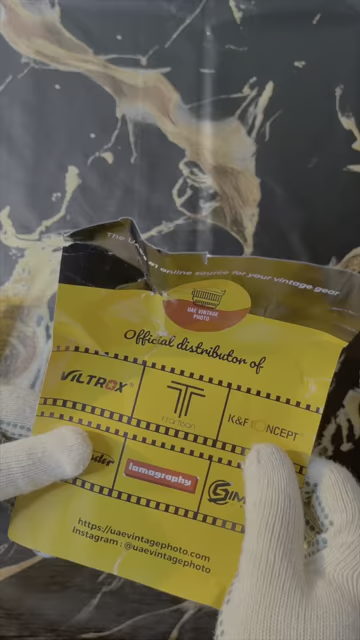 online source for your vintage gear
UAE VINTAGE
PHOTO
Official distributor of
VILTROX
TTArtisan
K&F
lomography
https://uaevintagephoto.com
Instagram : @uaevintagephoto